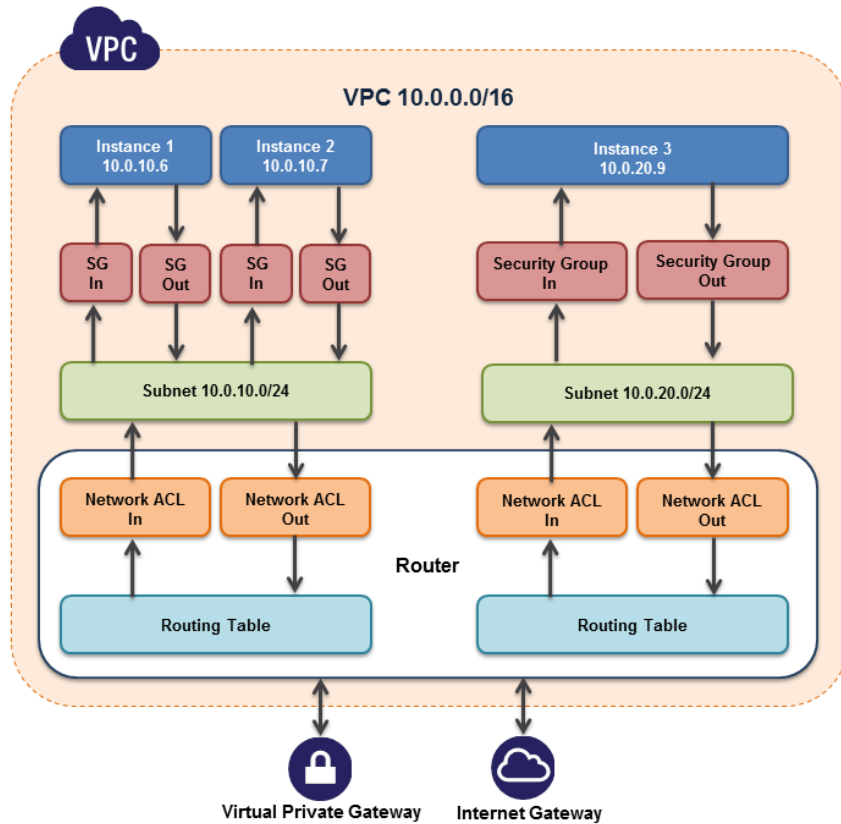 VPC
VPC 10.0.0.0/16
Instance 1
10.0.10.6
Instance 2
10.0.10.7
Instance 3
10.0.20.9
SG
In
SG
Out
SG
In
SG
Out
Security Group
In
Security Group
Out
Subnet 10.0.10.0/24
Subnet 10.0.20.0/24
Network ACL
In
Network ACL
Out
Network ACL
In
Network ACL
Out
Router
Routing Table
Routing Table
Virtual Private Gateway
Internet Gateway